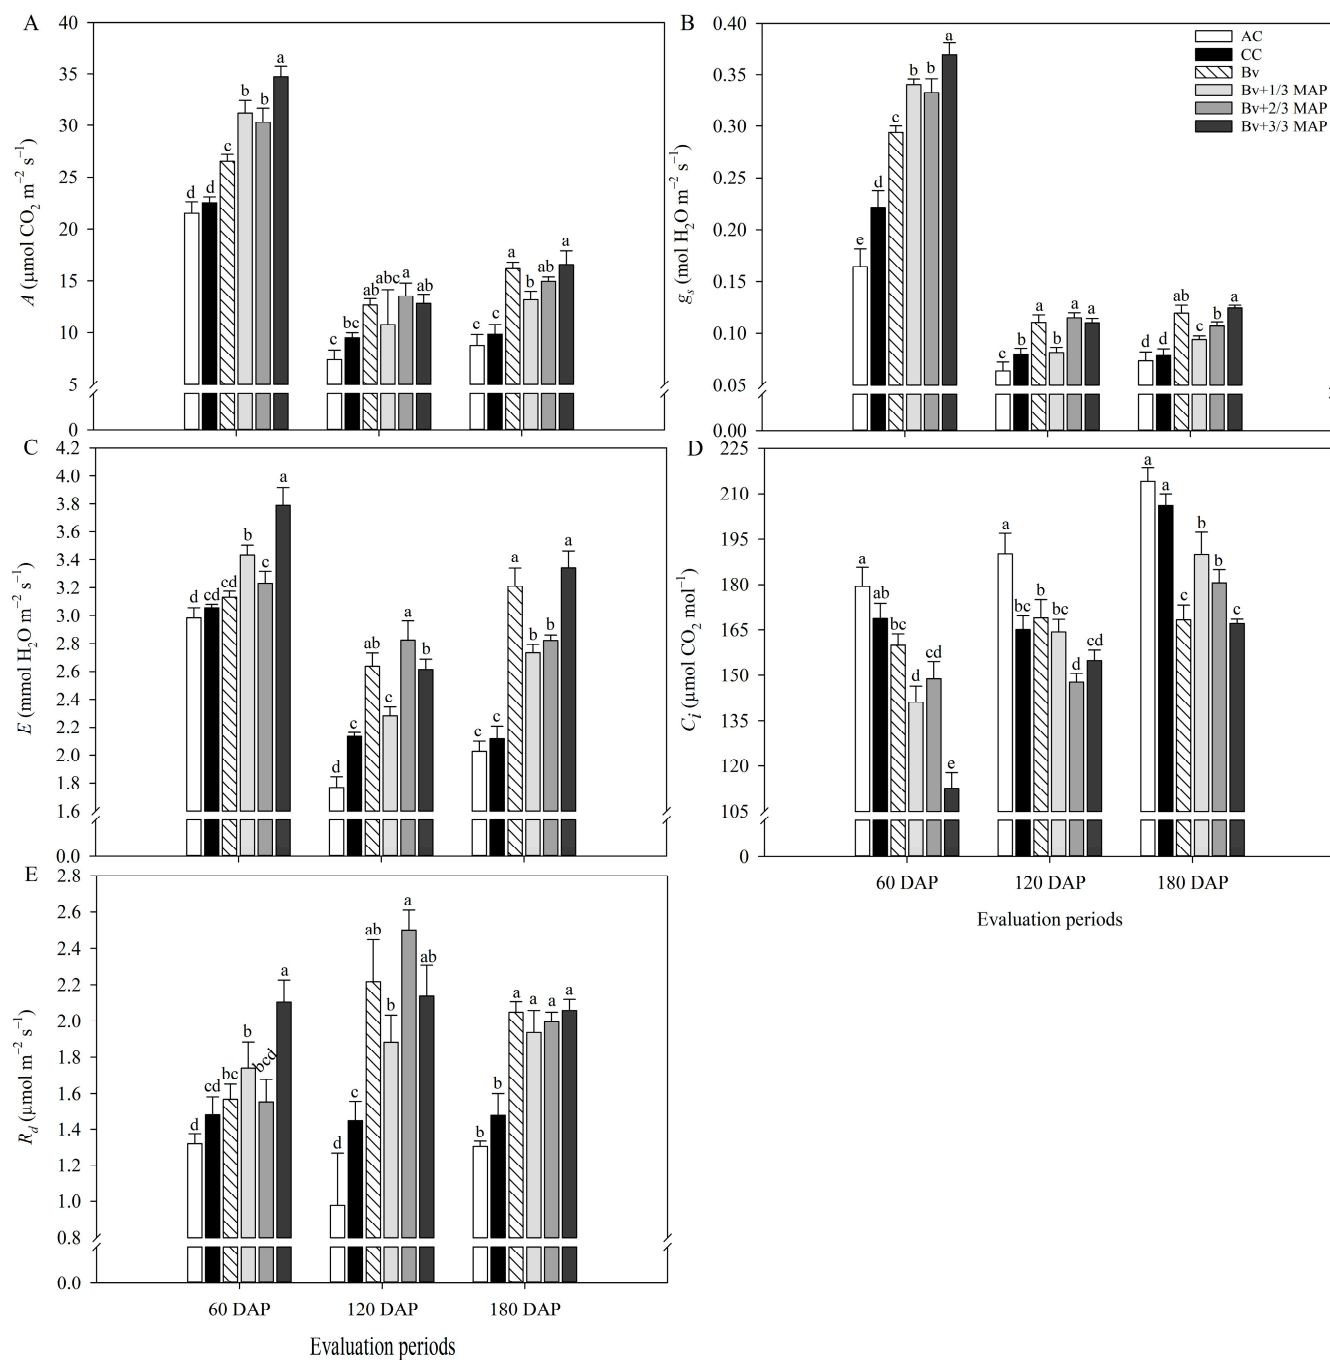 A
40
35
30
25
20
15
10
5
0
A (µmol CO2 m−2 s−1)
d d c b b a
c bc ab abc a ab
c c a b ab a
B
0.40
0.35
0.30
0.25
0.20
0.15
0.10
0.05
0.00
gs (mol H2O m−2 s−1)
e d c b b a
c b a b a a
d d ab c b a
AC
CC
Bv
Bv+1/3 MAP
Bv+2/3 MAP
Bv+3/3 MAP
C
4.2
4.0
3.8
3.6
3.4
3.2
3.0
2.8
2.6
2.4
2.2
2.0
1.8
1.6
0.0
E (mmol H2O m−2 s−1)
d cd cd b c a
d c ab c a b
c c a b b a
D
225
210
195
180
165
150
135
120
105
0
Ci (µmol CO2 mol−1)
a ab bc d cd e
a bc b bc d cd
a a c b b c
60 DAP 120 DAP 180 DAP
Evaluation periods
E
2.8
2.6
2.4
2.2
2.0
1.8
1.6
1.4
1.2
1.0
0.8
0.0
Rd (µmol m−2 s−1)
d cd bc b bcd a
d c ab b a ab
b b a a a a
60 DAP 120 DAP 180 DAP
Evaluation periods